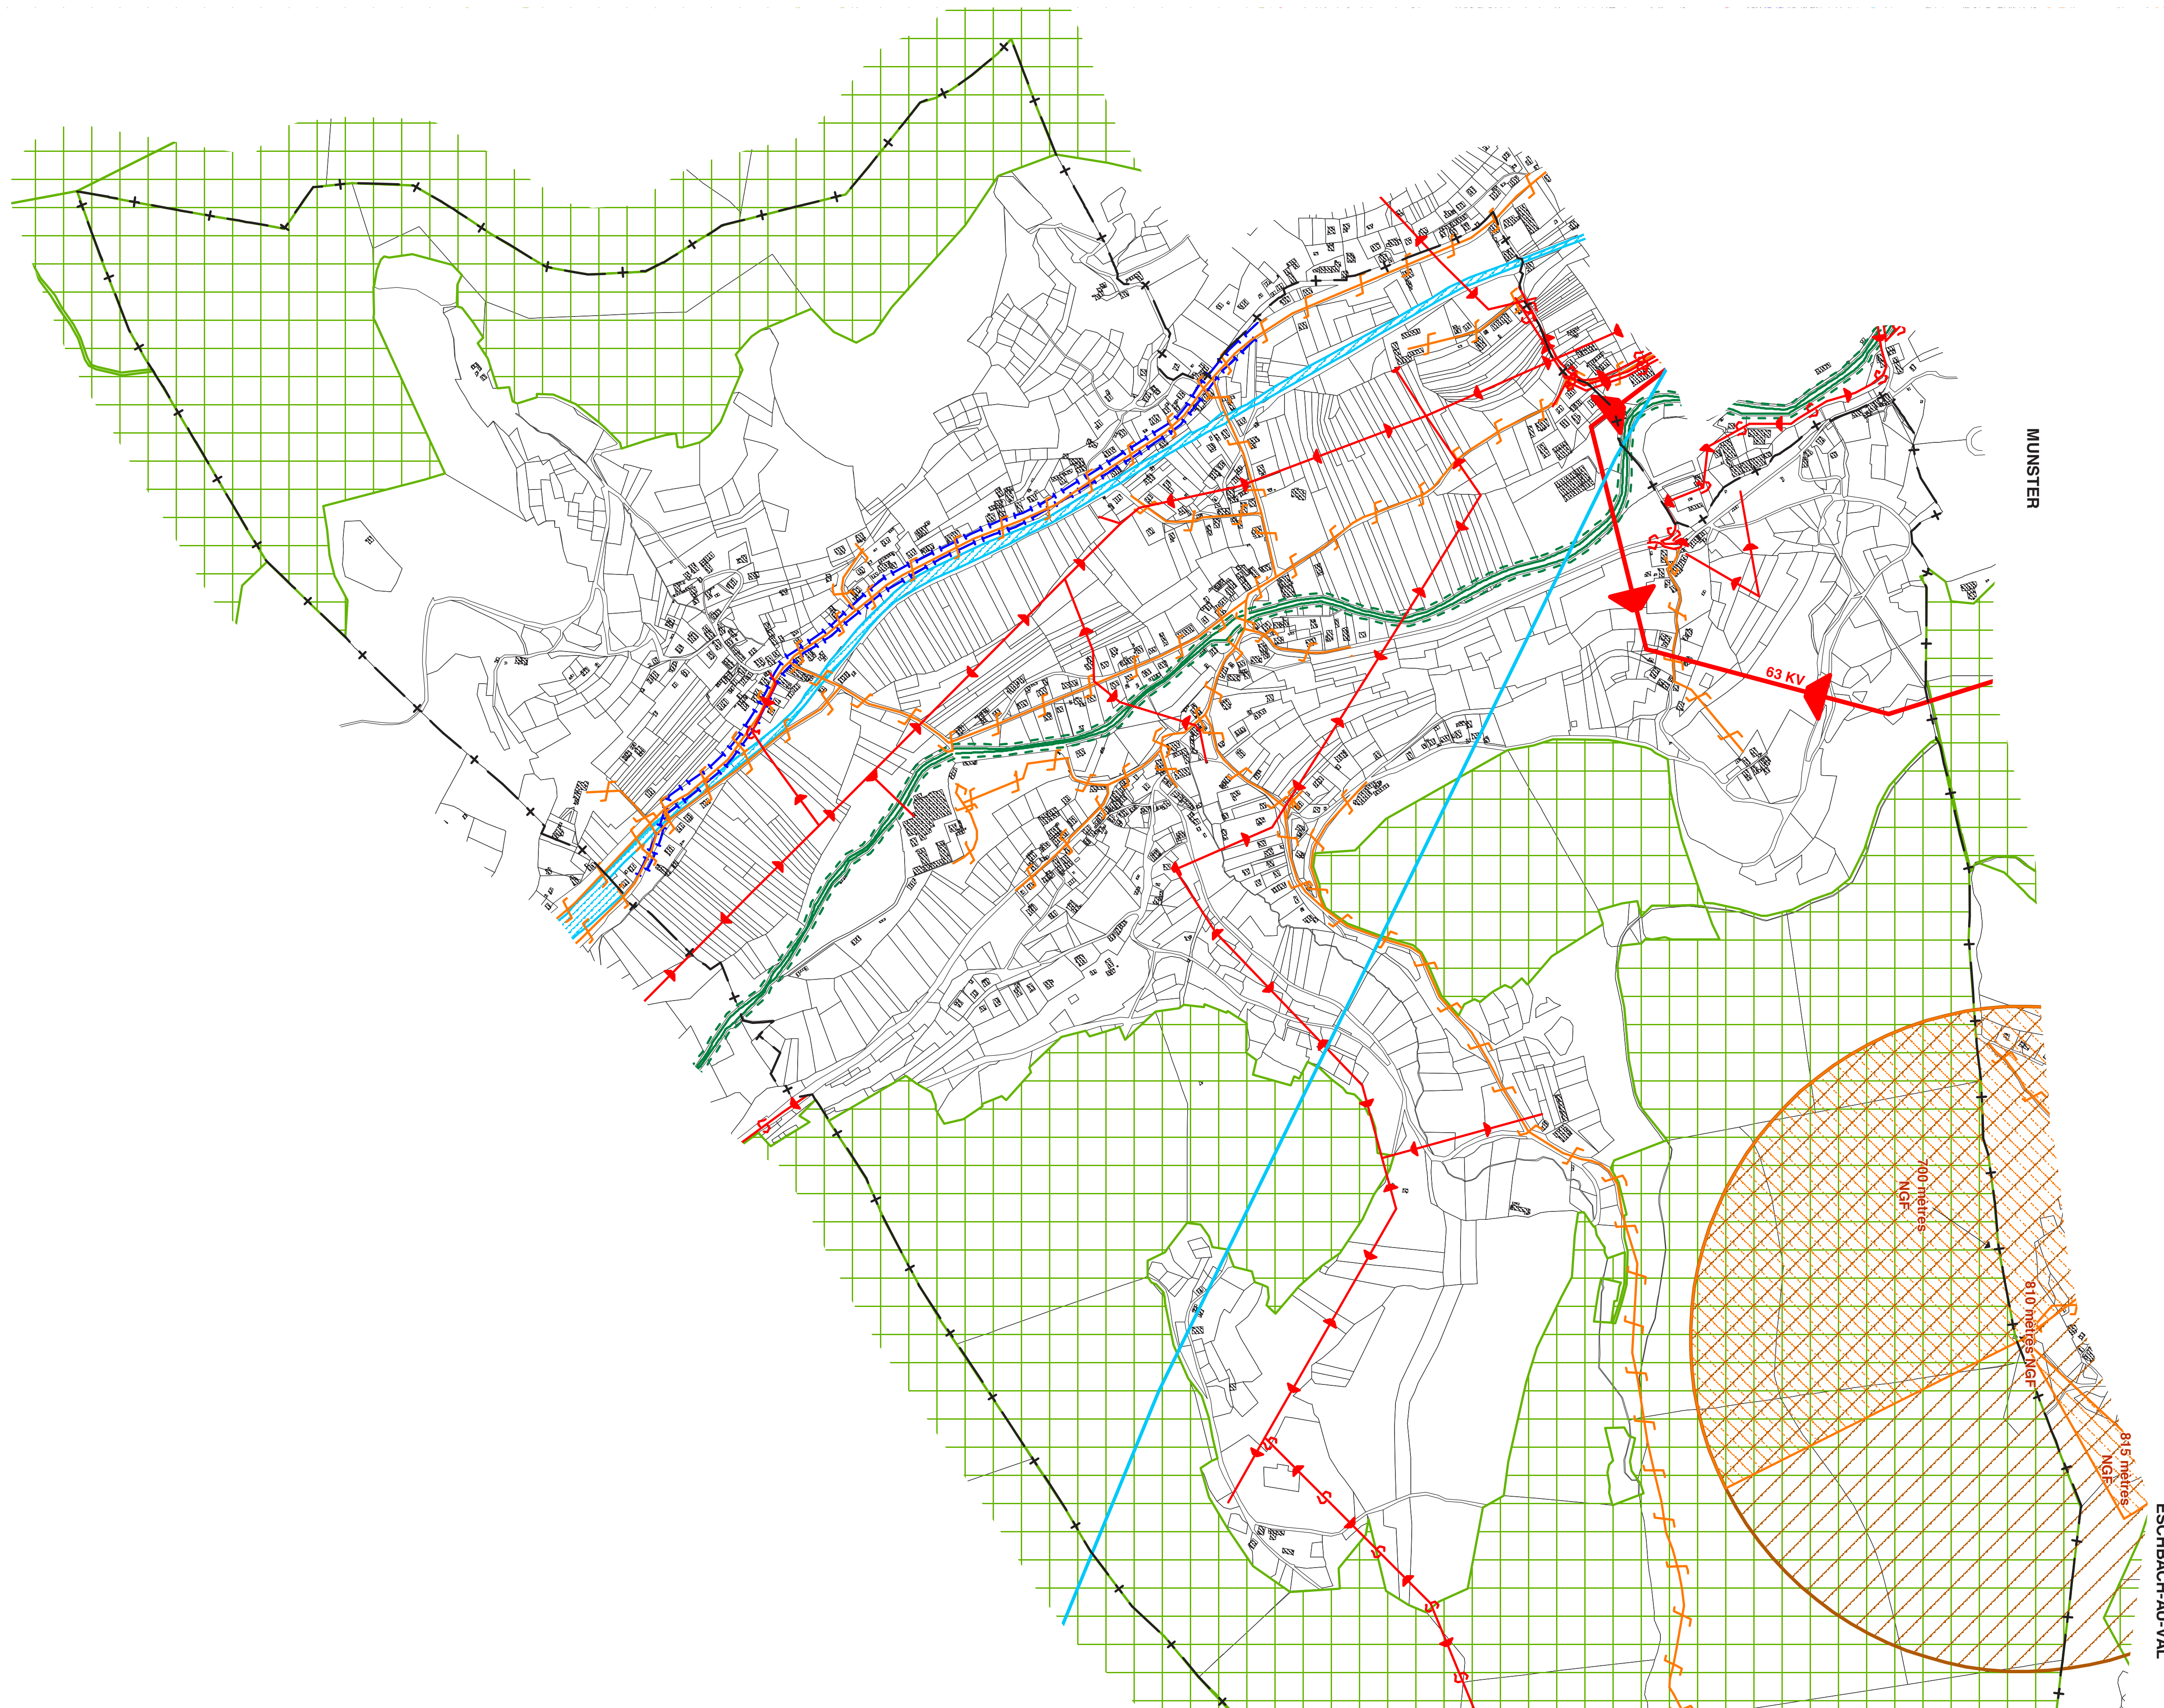 MUNSTER
63 KV
700 mètres
NGF
810 mètres NGF
815 mètres
NGF
ESCHBACH-AU-VAL